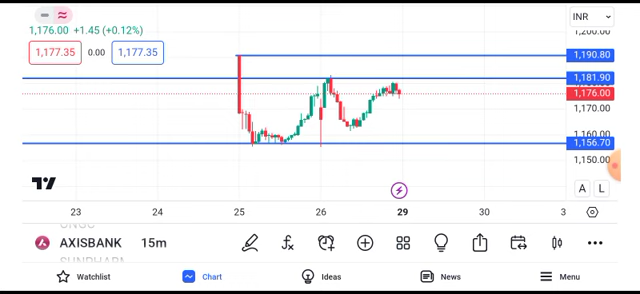 INR
1,200.00
1,176.00 +1.45 (+0.12%)
1,177.35 0.00 1,177.35
1,190.80
1,181.90
1,176.00
1,170.00
1,160.00
1,156.70
1,150.00
A L
23 24 25 26 29 30 3
ONGC
AXISBANK 15m
SUNPHARMA
Watchlist Chart Ideas News Menu